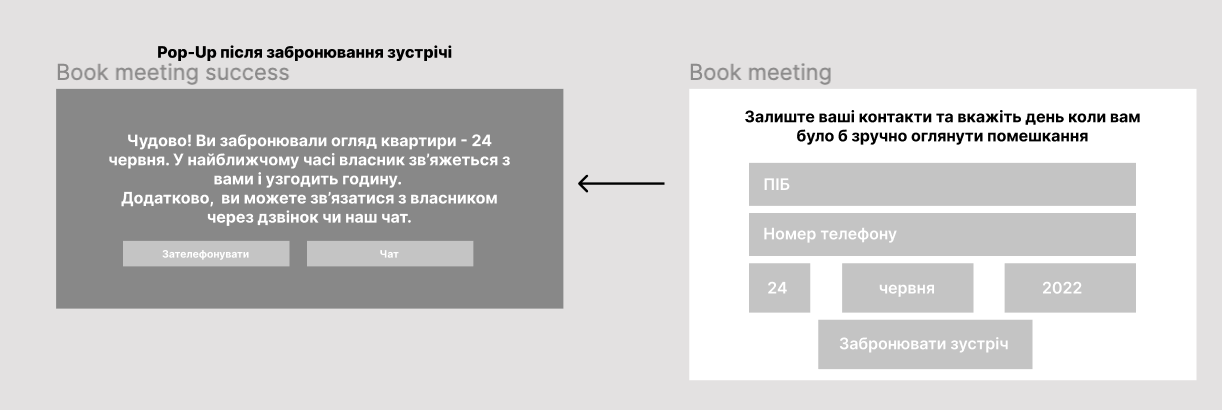 Pop-Up після забронювання зустрічі
Book meeting success
Чудово! Ви забронювали огляд квартири - 24
червня. У найближчому часі власник зв’яжеться з
вами і узгодить годину.
Додатково,  ви можете зв’язатися з власником
через дзвінок чи наш чат.
Зателефонувати
Чат
Book meeting
Залиште ваші контакти та вкажіть день коли вам
було б зручно оглянути помешкання
ПІБ
Номер телефону
24
червня
2022
Забронювати зустріч